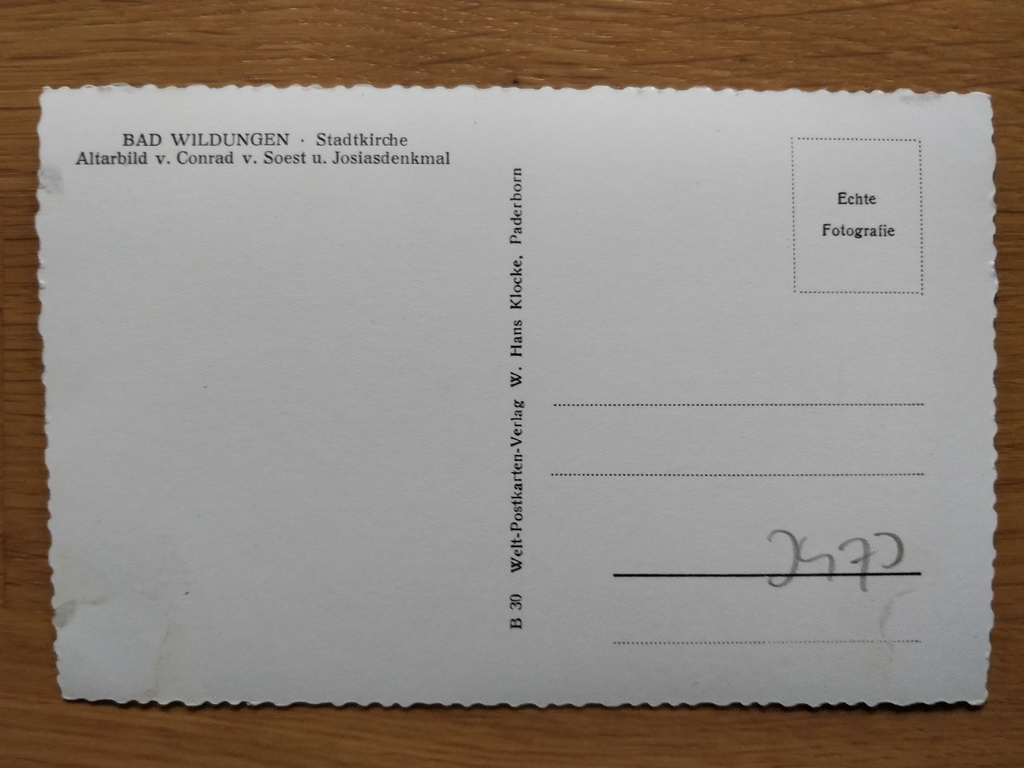 BAD WILDUNGEN · Stadtkirche
Altarbild v. Conrad v. Soest u. Josiasdenkmal
B 30 Welt-Postkarten-Verlag W. Hans Klocke, Paderborn
Echte
Fotografie